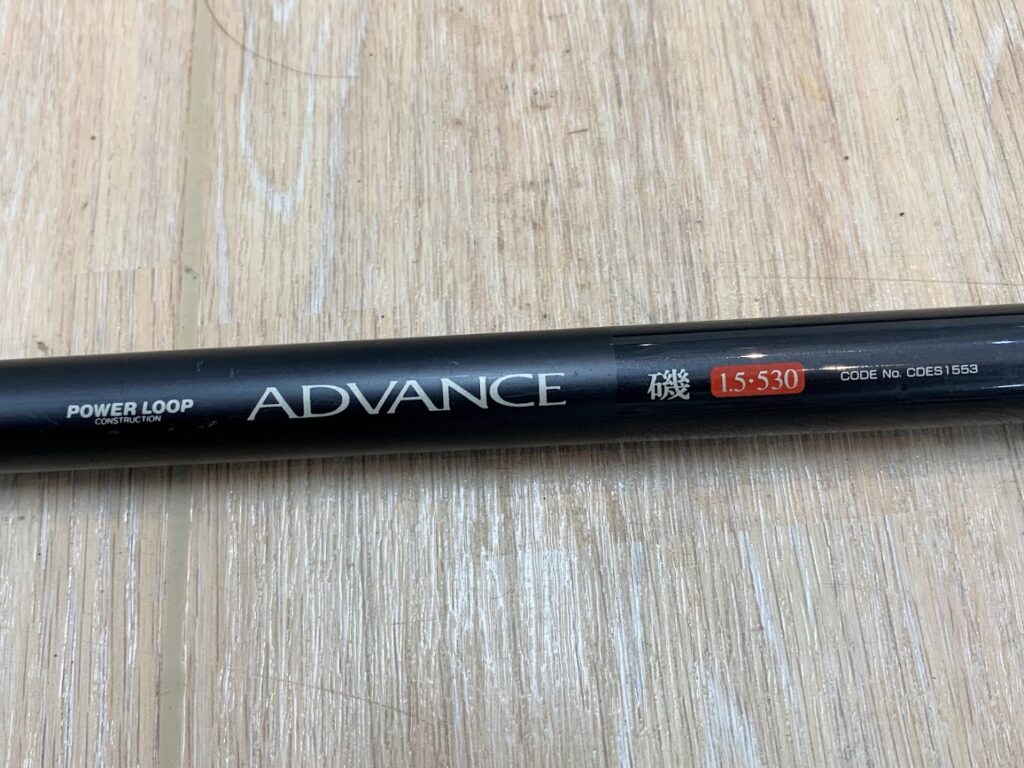 POWER LOOP
CONSTRUCTION
ADVANCE
磯 1.5・530 CODE No. CDES1553